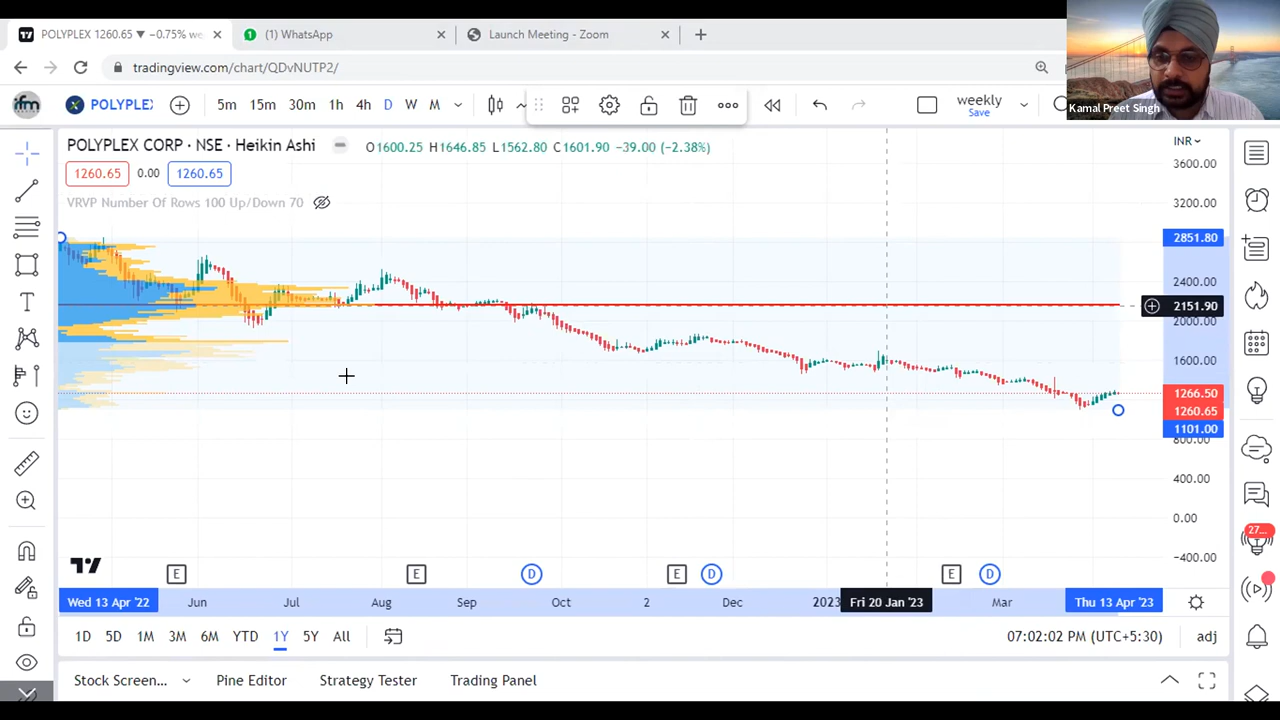 POLYPLEX 1260.65 ▼ −0.75% we
(1) WhatsApp
Launch Meeting - Zoom
tradingview.com/chart/QDvNUTP2/
Kamal Preet Singh
ifm
POLYPLEX
5m 15m 30m 1h 4h D W M
weekly
Save
POLYPLEX CORP · NSE · Heikin Ashi
O1600.25 H1646.85 L1562.80 C1601.90 −39.00 (−2.38%)
INR
1260.65 0.00 1260.65
VRVP Number Of Rows 100 Up/Down 70
3600.00
3200.00
2851.80
2400.00
2151.90
2000.00
1600.00
1266.50
1260.65
1101.00
800.00
400.00
0.00
−400.00
27...
E E D E D E D
Wed 13 Apr '22 Jun Jul Aug Sep Oct 2 Dec 2023 Fri 20 Jan '23 Mar Thu 13 Apr '23
1D 5D 1M 3M 6M YTD 1Y 5Y All
07:02:02 PM (UTC+5:30) adj
Stock Screen... Pine Editor Strategy Tester Trading Panel